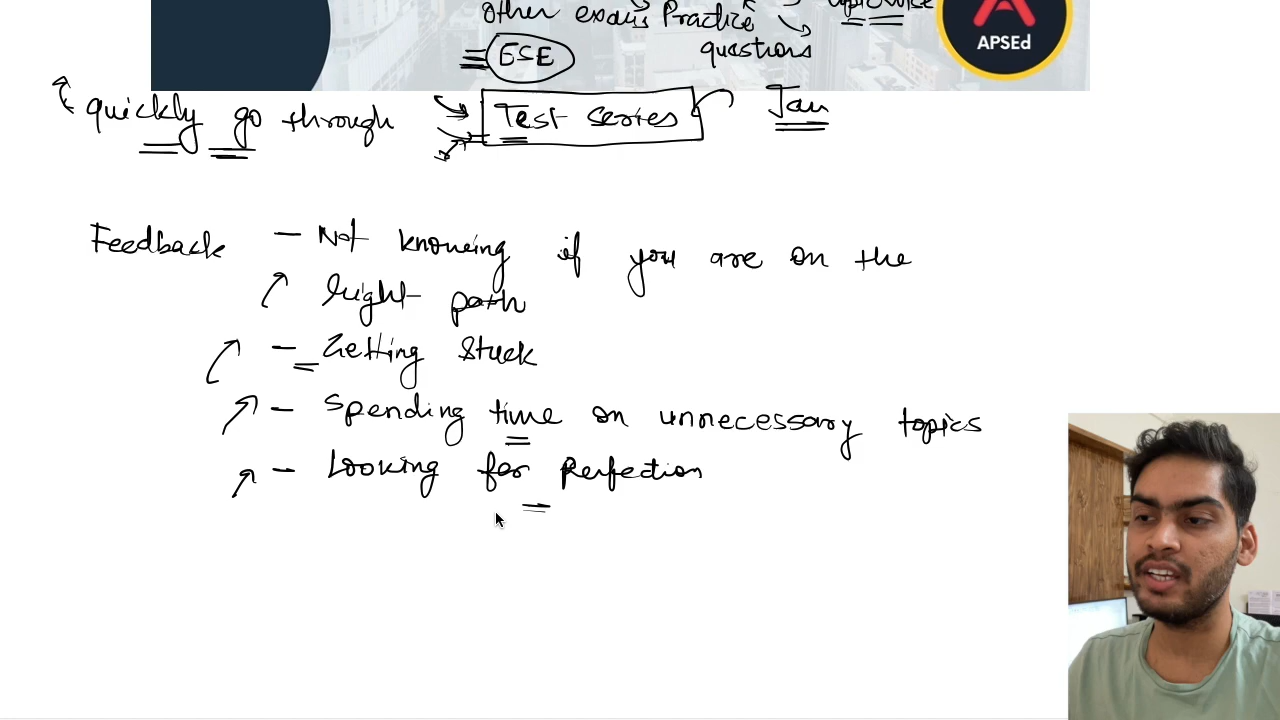 other exams Practice topicwise
ESE questions
APSEd
quickly go through Test series Jan
Feedback - Not knowing if you are on the
right path
- Getting stuck
- Spending time on unnecessary topics
- Looking for Perfection